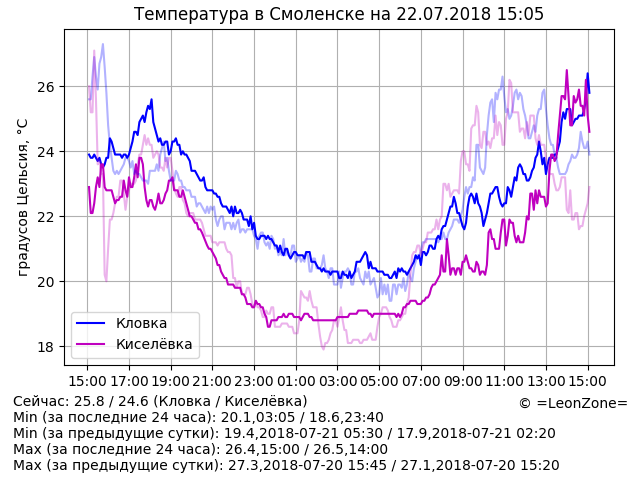 Температура в Смоленске на 22.07.2018 15:05
градусов Цельсия, °C
26
24
22
20
18
Кловка
Киселёвка
15:00 17:00 19:00 21:00 23:00 01:00 03:00 05:00 07:00 09:00 11:00 13:00 15:00
Сейчас: 25.8 / 24.6 (Кловка / Киселёвка)
© =LeonZone=
Min (за последние 24 часа): 20.1,03:05 / 18.6,23:40
Min (за предыдущие сутки): 19.4,2018-07-21 05:30 / 17.9,2018-07-21 02:20
Max (за последние 24 часа): 26.4,15:00 / 26.5,14:00
Max (за предыдущие сутки): 27.3,2018-07-20 15:45 / 27.1,2018-07-20 15:20